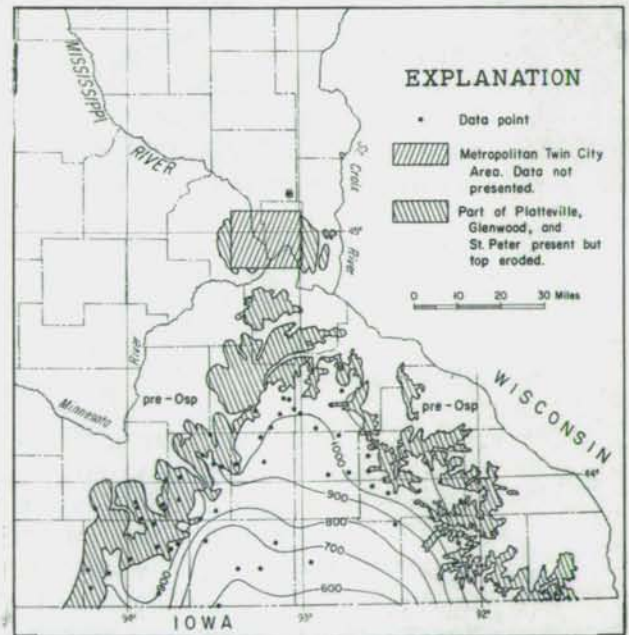 EXPLANATION
Data point
Metropolitan Twin City
Area. Data not
presented.
Part of Platteville,
Glenwood, and
St. Peter present but
top eroded.
0 10 20 30 Miles
MISSISSIPPI
RIVER
St Croix
River
WISCONSIN
Minnesota
River
pre-Osp
pre-Osp
1000
900
800
700
600
44°
94°
93°
92°
IOWA